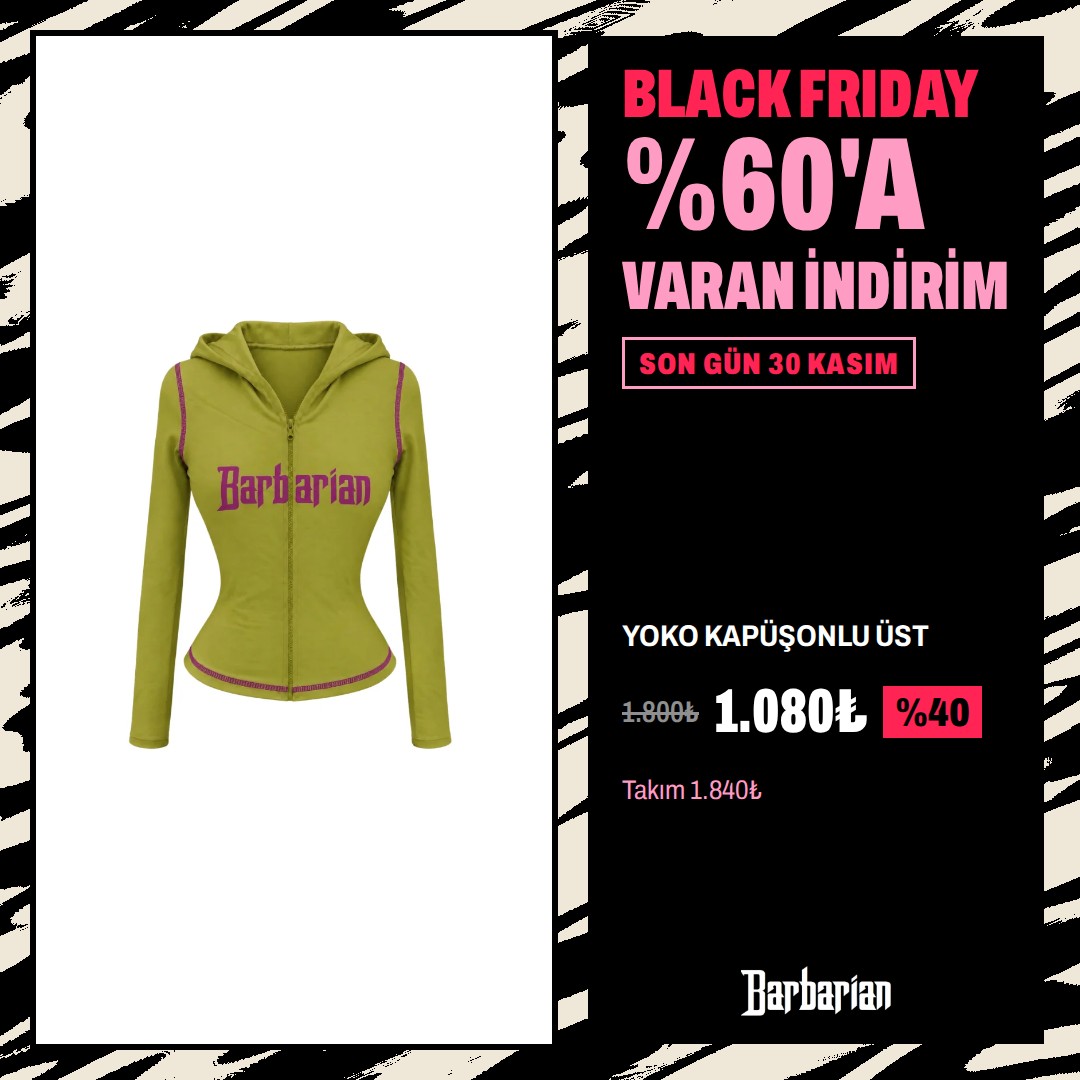 Barbarian
BLACK FRIDAY
%60'A
VARAN İNDİRİM
SON GÜN 30 KASIM
YOKO KAPÜŞONLU ÜST
1.800₺ 1.080₺ %40
Takım 1.840₺
Barbarian